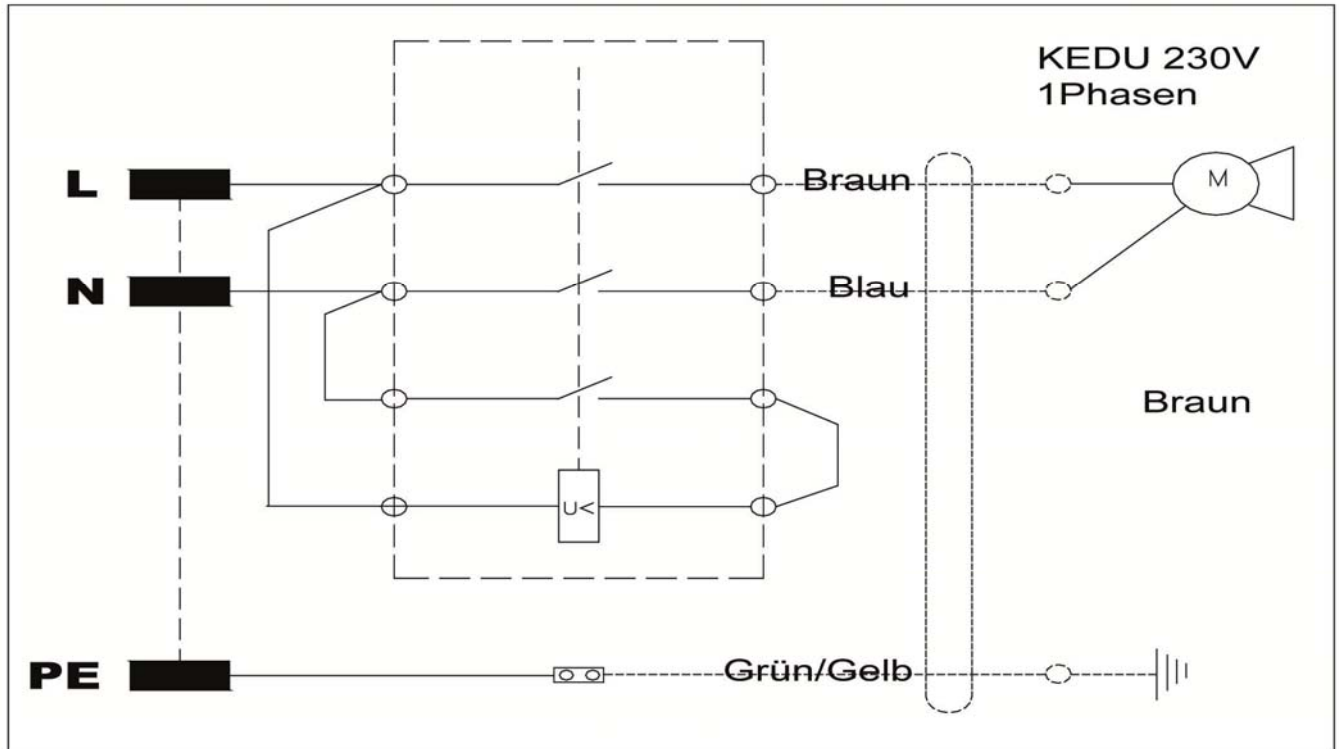 KEDU 230V
1Phasen
L
Braun
M
N
Blau
Braun
U<
PE
Grün/Gelb